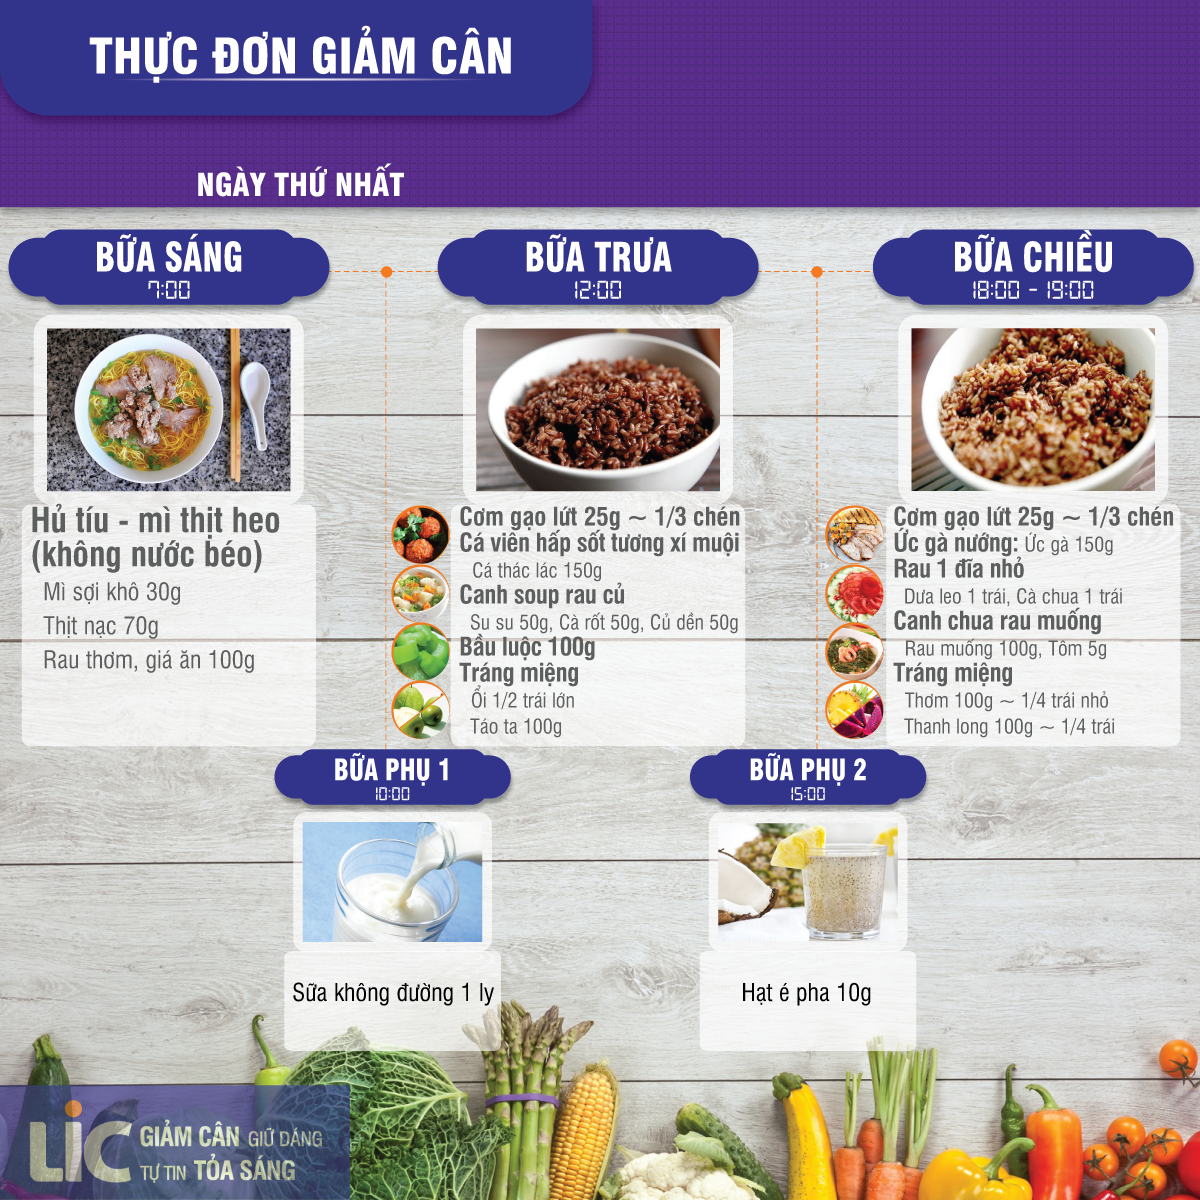 THỰC ĐƠN GIẢM CÂN
NGÀY THỨ NHẤT
BỮA SÁNG
7:00
Hủ tíu - mì thịt heo
(không nước béo)
Mì sợi khô 30g
Thịt nạc 70g
Rau thơm, giá ăn 100g
BỮA TRƯA
12:00
Cơm gạo lứt 25g ~ 1/3 chén
Cá viên hấp sốt tương xí muội
Cá thác lác 150g
Canh soup rau củ
Su su 50g, Cà rốt 50g, Củ dền 50g
Bầu luộc 100g
Tráng miệng
Ổi 1/2 trái lớn
Táo ta 100g
BỮA CHIỀU
18:00 - 19:00
Cơm gạo lứt 25g ~ 1/3 chén
Ức gà nướng: Ức gà 150g
Rau 1 đĩa nhỏ
Dưa leo 1 trái, Cà chua 1 trái
Canh chua rau muống
Rau muống 100g, Tôm 5g
Tráng miệng
Thơm 100g ~ 1/4 trái nhỏ
Thanh long 100g ~ 1/4 trái
BỮA PHỤ 1
10:00
Sữa không đường 1 ly
BỮA PHỤ 2
15:00
Hạt é pha 10g
LiC
GIẢM CÂN GIỮ DÁNG
TỰ TIN TỎA SÁNG